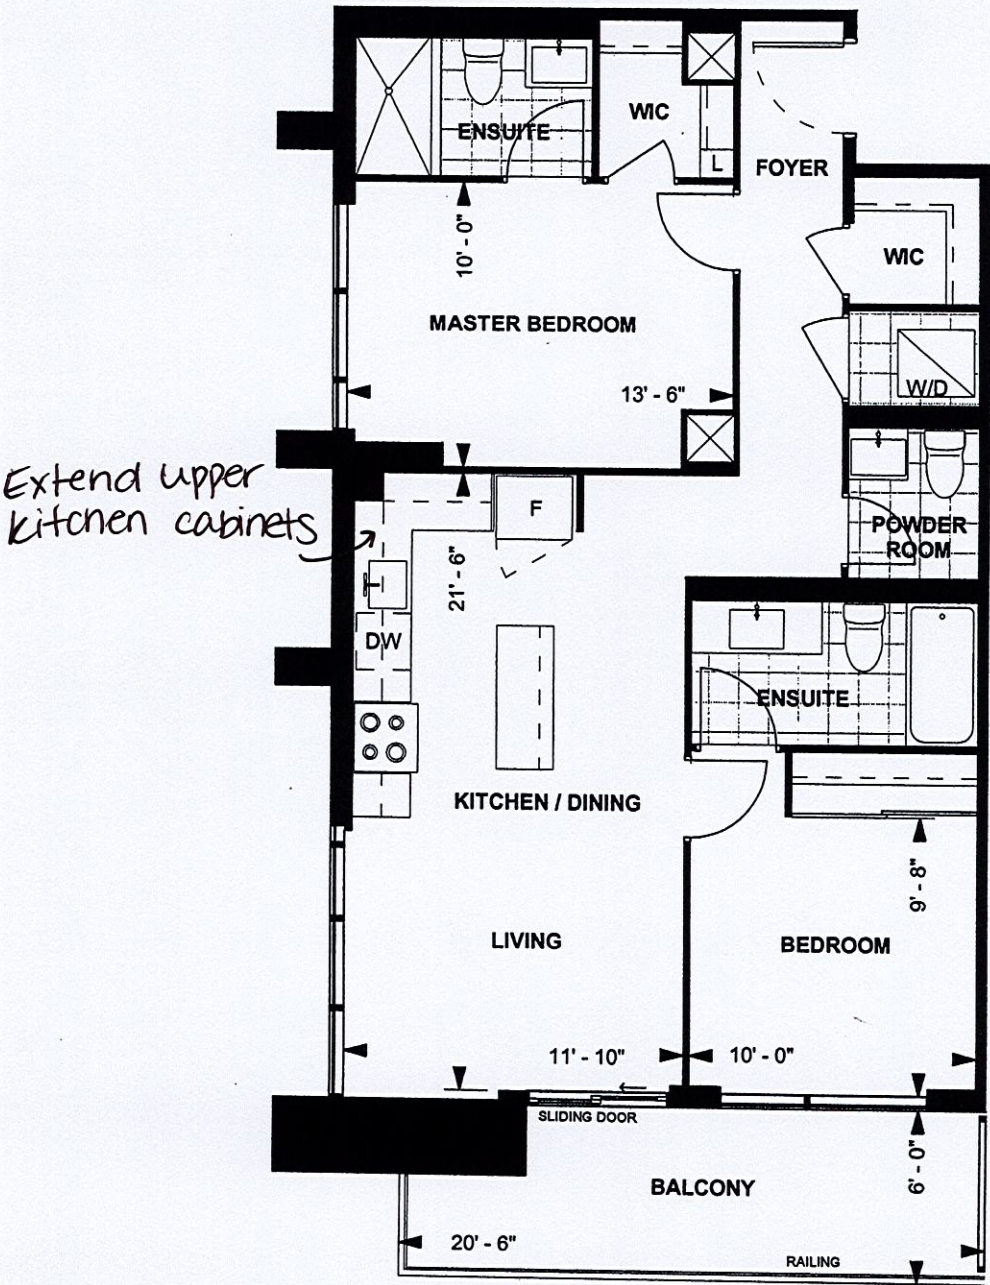 WIC
ENSUITE
L
FOYER
10' - 0"
WIC
MASTER BEDROOM
13' - 6"
W/D
Extend upper
kitchen cabinets
F
POWDER
ROOM
21' - 6"
DW
ENSUITE
KITCHEN / DINING
9' - 8"
LIVING
BEDROOM
11' - 10"
10' - 0"
SLIDING DOOR
6' - 0"
BALCONY
20' - 6"
RAILING